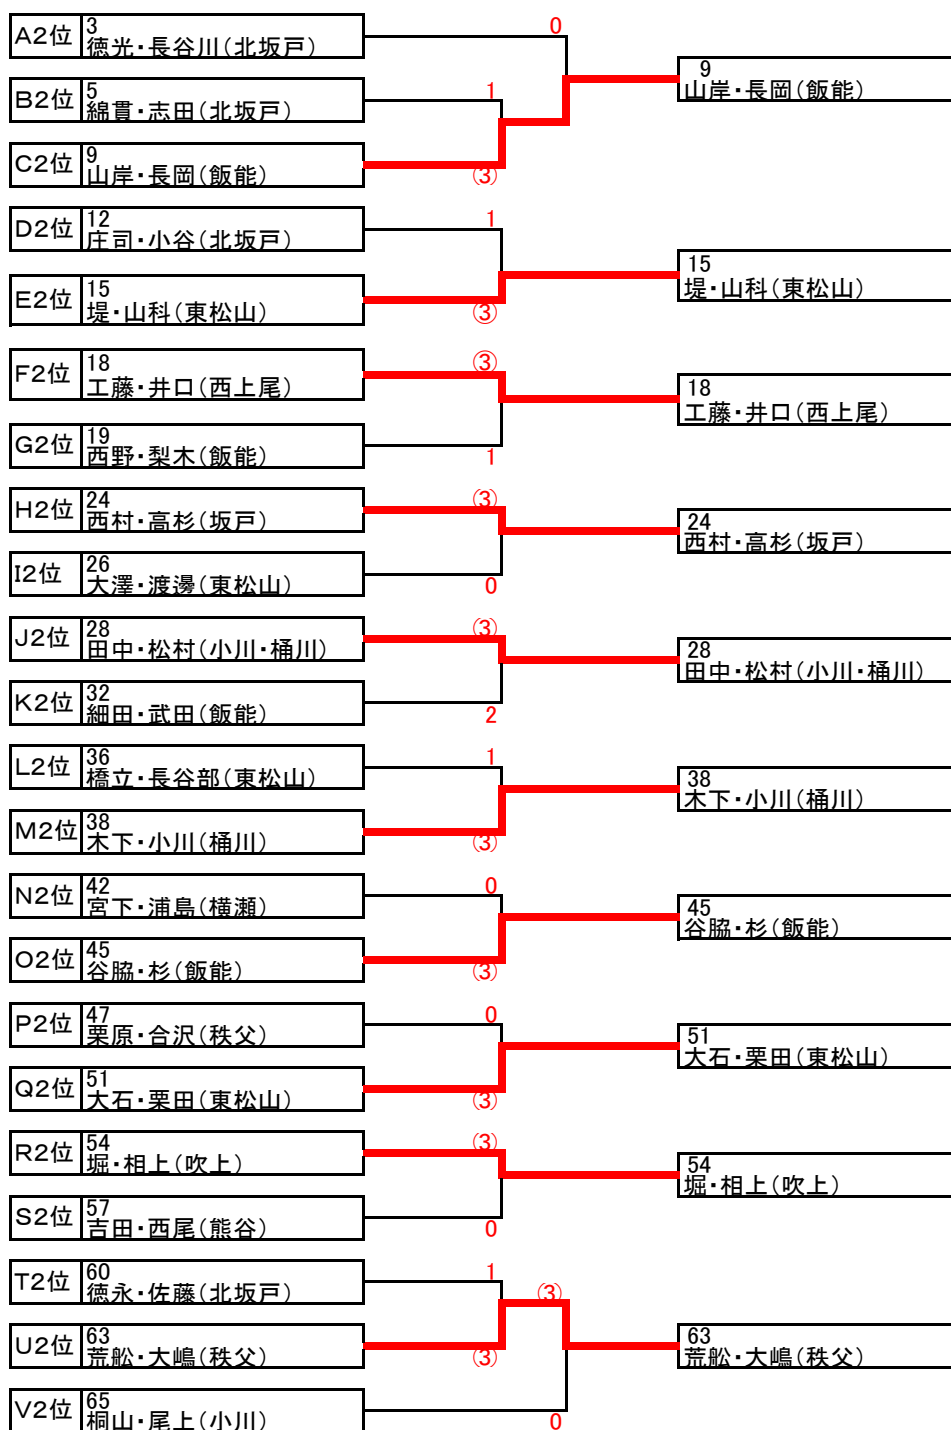 0
A2位 3
徳光・長谷川(北坂戸)
9
山岸・長岡(飯能)
B2位 5
綿貫・志田(北坂戸)
1
C2位 9
山岸・長岡(飯能)
(3)
D2位 12
庄司・小谷(北坂戸)
1
15
堤・山科(東松山)
E2位 15
堤・山科(東松山)
③
F2位 18
工藤・井口(西上尾)
③
18
工藤・井口(西上尾)
G2位 19
西野・梨木(飯能)
1
H2位 24
西村・高杉(坂戸)
(3)
24
西村・高杉(坂戸)
I2位 26
大澤・渡邊(東松山)
0
J2位 28
田中・松村(小川・桶川)
(3)
28
田中・松村(小川・桶川)
K2位 32
細田・武田(飯能)
2
L2位 36
橋立・長谷部(東松山)
1
38
木下・小川(桶川)
M2位 38
木下・小川(桶川)
(3)
N2位 42
宮下・浦島(横瀬)
0
45
谷脇・杉(飯能)
O2位 45
谷脇・杉(飯能)
(3)
P2位 47
栗原・合沢(秩父)
0
51
大石・栗田(東松山)
Q2位 51
大石・栗田(東松山)
(3)
R2位 54
堀・相上(吹上)
(3)
54
堀・相上(吹上)
S2位 57
吉田・西尾(熊谷)
0
T2位 60
徳永・佐藤(北坂戸)
1
(3)
63
荒舩・大嶋(秩父)
U2位 63
荒舩・大嶋(秩父)
(3)
V2位 65
桐山・尾上(小川)
0